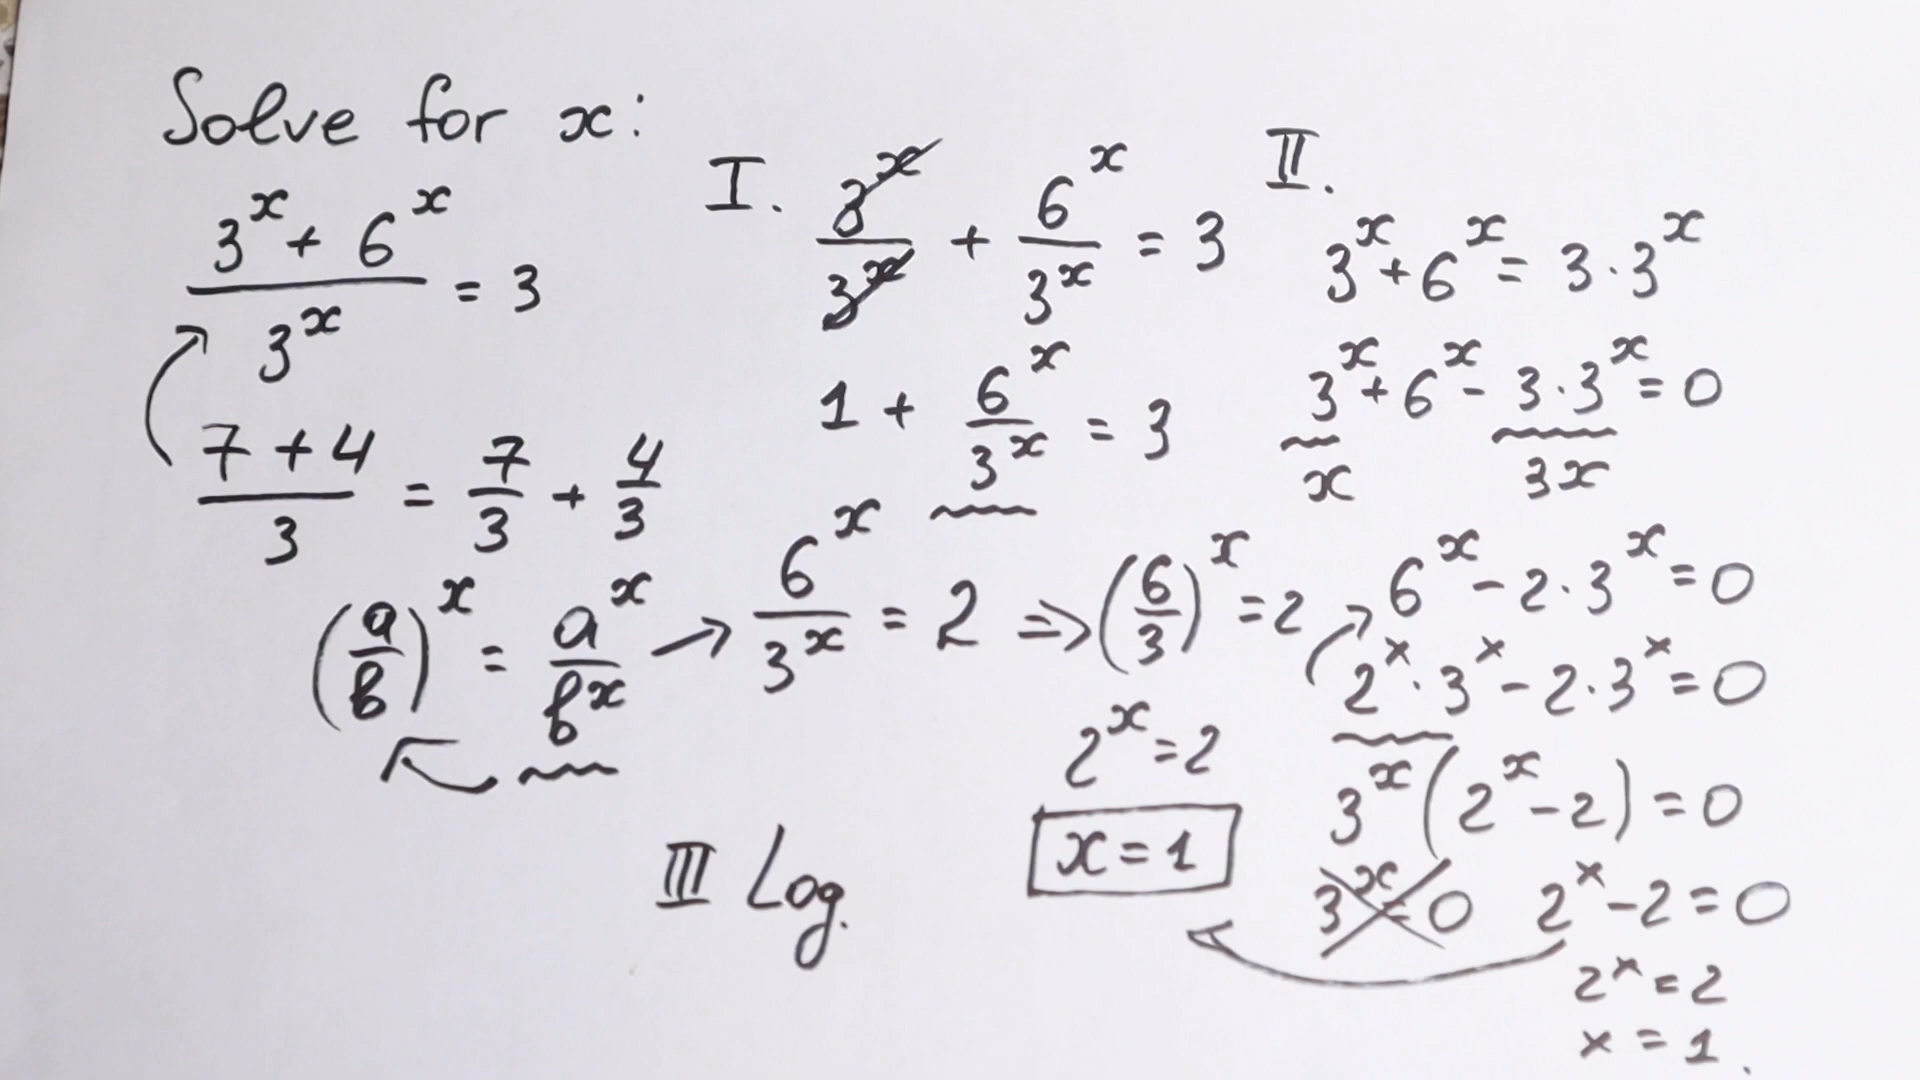 Solve for x:
(3^x + 6^x)/3^x = 3
(7 + 4)/3 = 7/3 + 4/3
(a/b)^x = a^x/b^x
I.
3^x/3^x + 6^x/3^x = 3
1 + 6^x/3^x = 3
6^x/3^x = 2 => (6/3)^x = 2
2^x = 2
x = 1
II.
3^x + 6^x = 3·3^x
3^x + 6^x - 3·3^x = 0
x 3x
6^x - 2·3^x = 0
2^x·3^x - 2·3^x = 0
3^x(2^x - 2) = 0
3^x = 0 2^x - 2 = 0
2^x = 2
x = 1.
III Log.